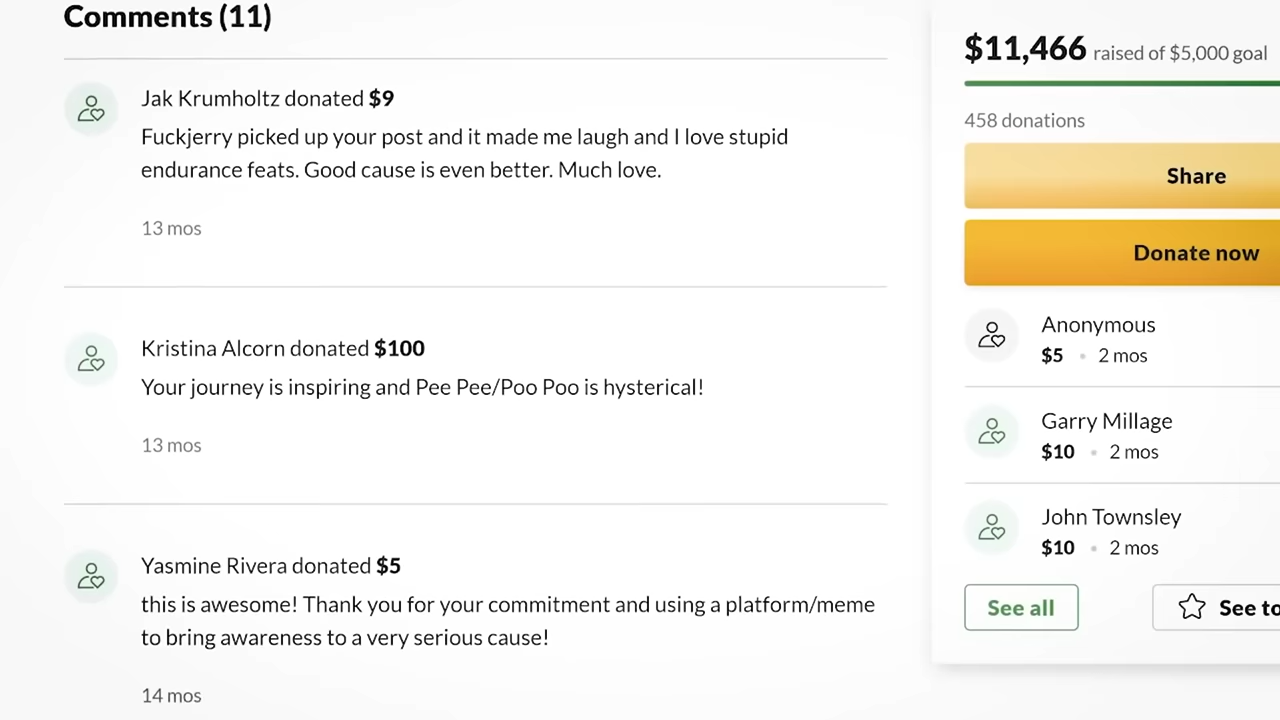 Comments (11)
Jak Krumholtz donated $9
Fuckjerry picked up your post and it made me laugh and I love stupid
endurance feats. Good cause is even better. Much love.
13 mos
Kristina Alcorn donated $100
Your journey is inspiring and Pee Pee/Poo Poo is hysterical!
13 mos
Yasmine Rivera donated $5
this is awesome! Thank you for your commitment and using a platform/meme
to bring awareness to a very serious cause!
14 mos
$11,466 raised of $5,000 goal
458 donations
Share
Donate now
Anonymous
$5 • 2 mos
Garry Millage
$10 • 2 mos
John Townsley
$10 • 2 mos
See all
See to